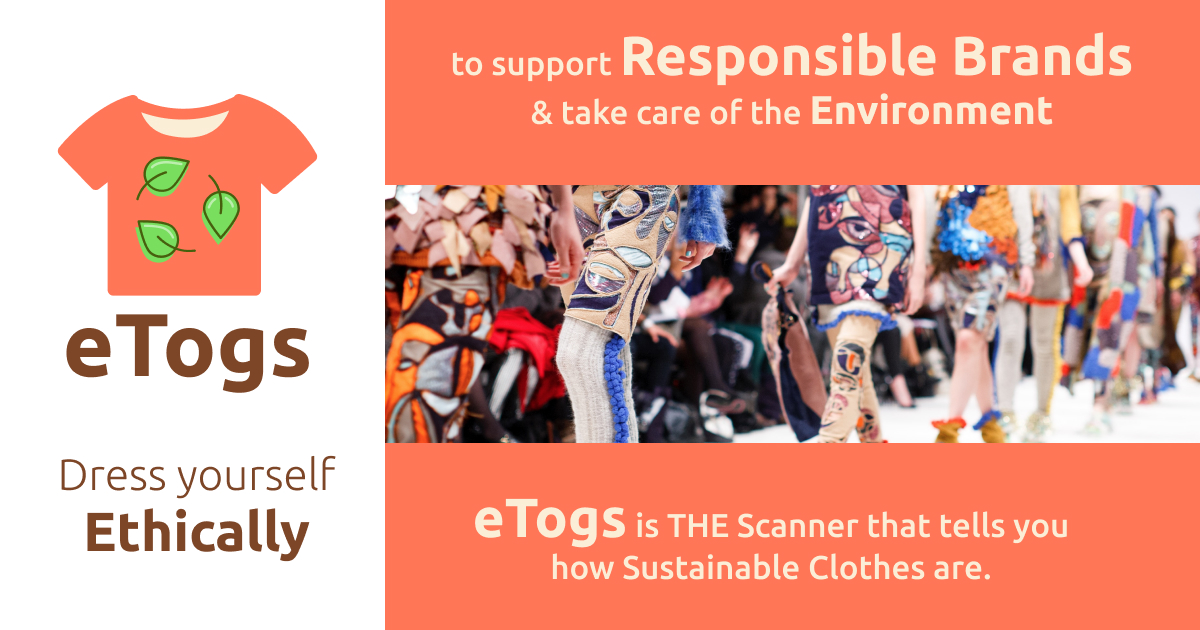 eTogs
Dress yourself
Ethically
to support Responsible Brands
& take care of the Environment
eTogs is THE Scanner that tells you
how Sustainable Clothes are.